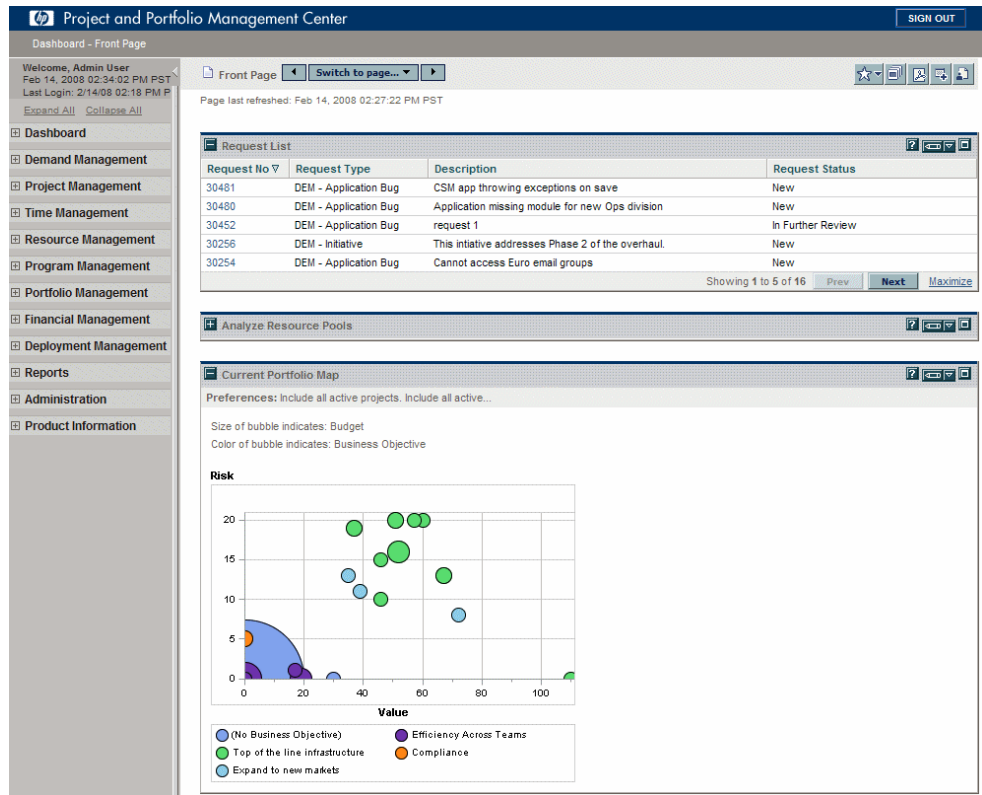 hp Project and Portfolio Management Center SIGN OUT
Dashboard - Front Page
Welcome, Admin User
Feb 14, 2008 02:34:02 PM PST
Last Login: 2/14/08 02:18 PM P
Expand All Collapse All
Dashboard
Demand Management
Project Management
Time Management
Resource Management
Program Management
Portfolio Management
Financial Management
Deployment Management
Reports
Administration
Product Information
Front Page Switch to page...
Page last refreshed: Feb 14, 2008 02:27:22 PM PST
Request List
Request No Request Type Description Request Status
30481 DEM - Application Bug CSM app throwing exceptions on save New
30480 DEM - Application Bug Application missing module for new Ops division New
30452 DEM - Application Bug request 1 In Further Review
30256 DEM - Initiative This intiative addresses Phase 2 of the overhaul. New
30254 DEM - Application Bug Cannot access Euro email groups New
Showing 1 to 5 of 16 Prev Next Maximize
Analyze Resource Pools
Current Portfolio Map
Preferences: Include all active projects. Include all active...
Size of bubble indicates: Budget
Color of bubble indicates: Business Objective
Risk
20
15
10
5
0
0 20 40 60 80 100
Value
(No Business Objective) Efficiency Across Teams
Top of the line infrastructure Compliance
Expand to new markets